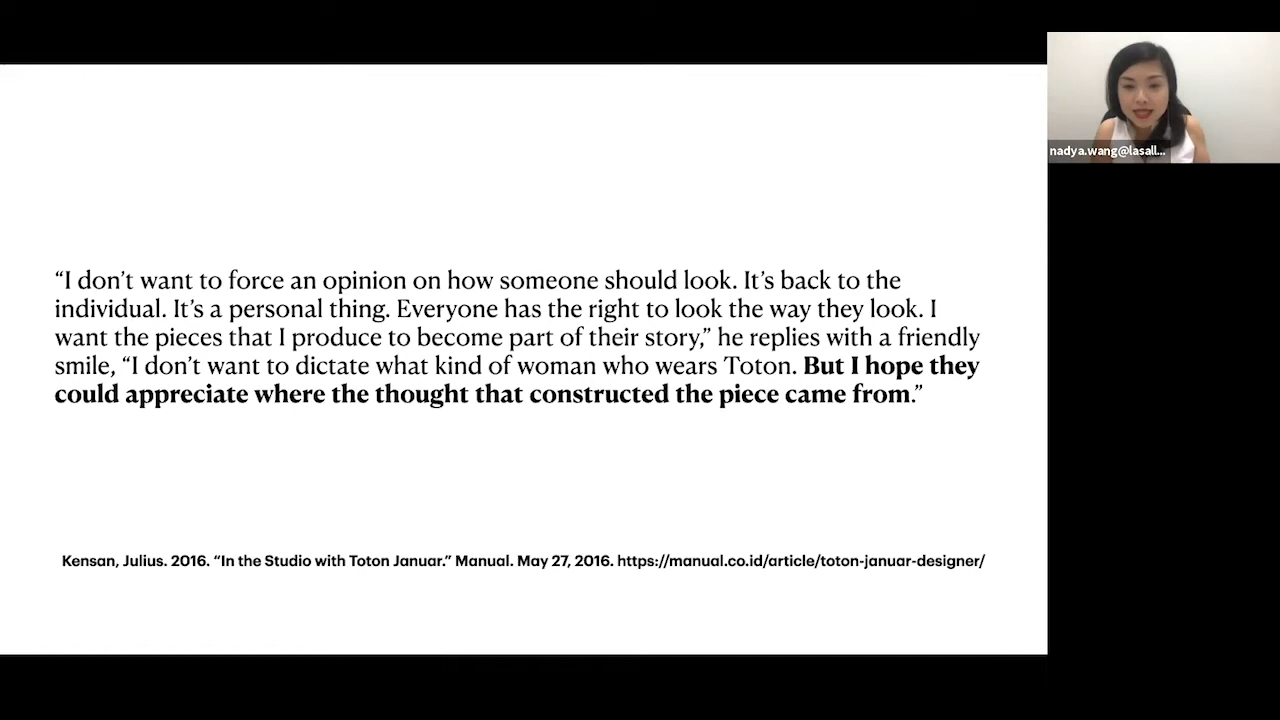 “I don’t want to force an opinion on how someone should look. It’s back to the
individual. It’s a personal thing. Everyone has the right to look the way they look. I
want the pieces that I produce to become part of their story,” he replies with a friendly
smile, “I don’t want to dictate what kind of woman who wears Toton. But I hope they
could appreciate where the thought that constructed the piece came from.”
Kensan, Julius. 2016. “In the Studio with Toton Januar.” Manual. May 27, 2016. https://manual.co.id/article/toton-januar-designer/
nadya.wang@lasall...